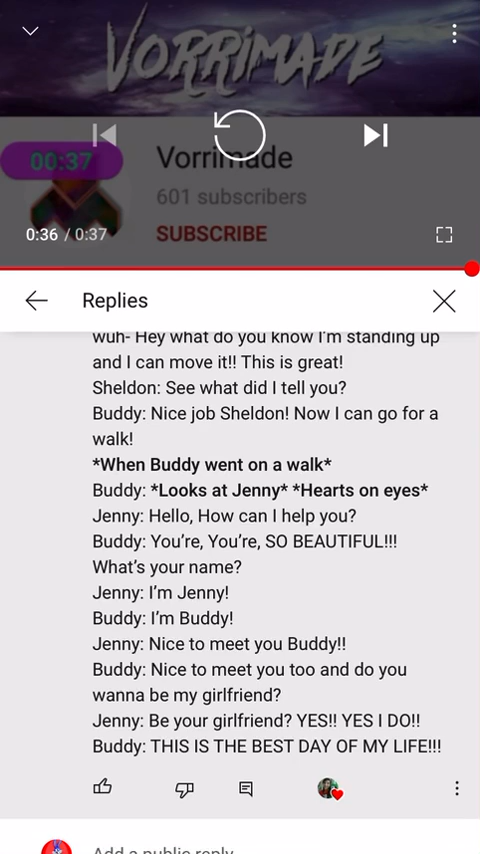 VORRiMADE
00:37
Vorrimade
601 subscribers
0:36 / 0:37
SUBSCRIBE
Replies
wuh- Hey what do you know I'm standing up
and I can move it!! This is great!
Sheldon: See what did I tell you?
Buddy: Nice job Sheldon! Now I can go for a
walk!
*When Buddy went on a walk*
Buddy: *Looks at Jenny* *Hearts on eyes*
Jenny: Hello, How can I help you?
Buddy: You're, You're, SO BEAUTIFUL!!!
What's your name?
Jenny: I'm Jenny!
Buddy: I'm Buddy!
Jenny: Nice to meet you Buddy!!
Buddy: Nice to meet you too and do you
wanna be my girlfriend?
Jenny: Be your girlfriend? YES!! YES I DO!!
Buddy: THIS IS THE BEST DAY OF MY LIFE!!!
Add a public reply